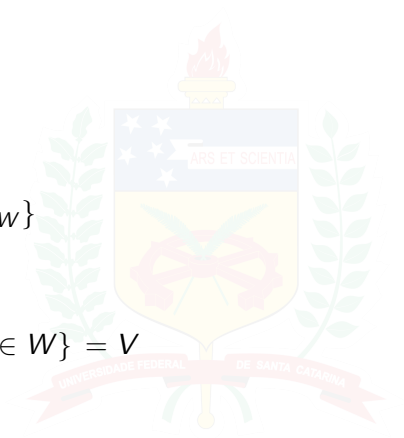 ARS ET SCIENTIA
w}
∈ W} = V
UNIVERSIDADE FEDERAL DE SANTA CATARINA